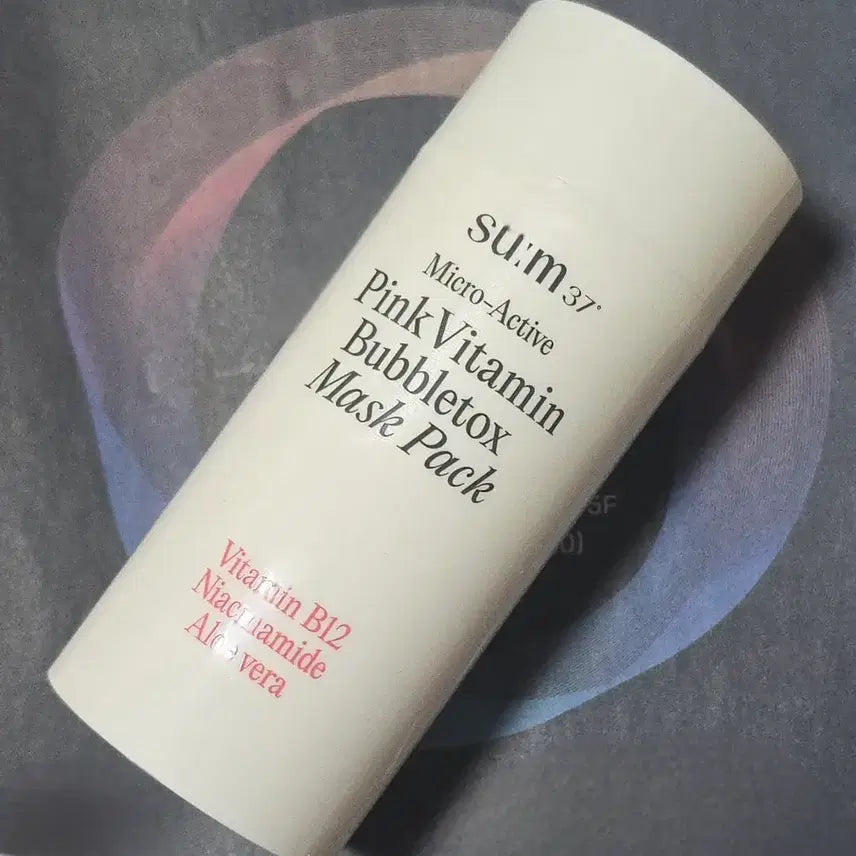 su:m 37°
Micro-Active
Pink Vitamin
Bubbletox
Mask Pack
Vitamin B12
Niacinamide
Aloe vera